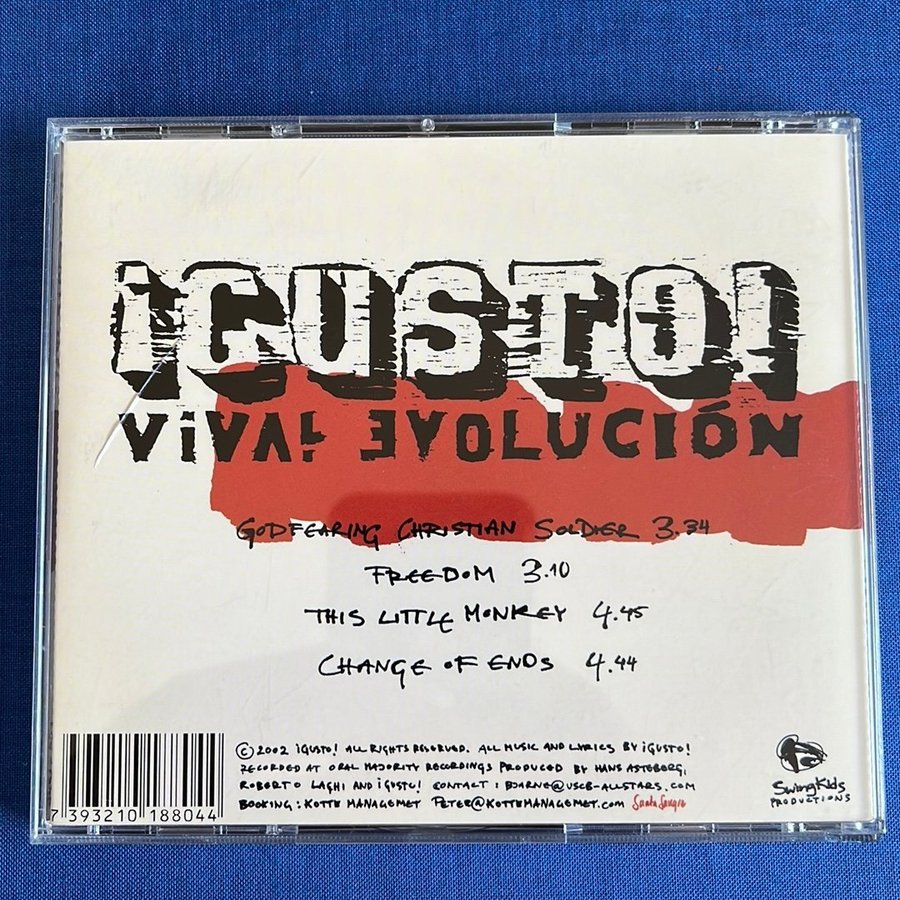 ¡GUSTO!
ViVA! EVOLUCIÓN
GODFEARING CHRISTIAN SOLDIER 3.34
FREEDOM 3.10
THIS LITTLE MONKEY 4.45
CHANGE OF ENDS 4.44
© 2002 ¡GUSTO! ALL RIGHTS RESERVED. ALL MUSIC AND LYRICS BY ¡GUSTO!
RECORDED AT ORAL MAJORITY RECORDINGS PRODUCED BY HANS ASTEBERG,
ROBERTO LAGHI AND ¡GUSTO! CONTACT: BJARNE@USCB-ALLSTARS.COM
BOOKING: KOTTE MANAGEMET PETER@KOTTEMANAGEMET.COM
SwingKids
PRODUCTIONS
7 393210 188044